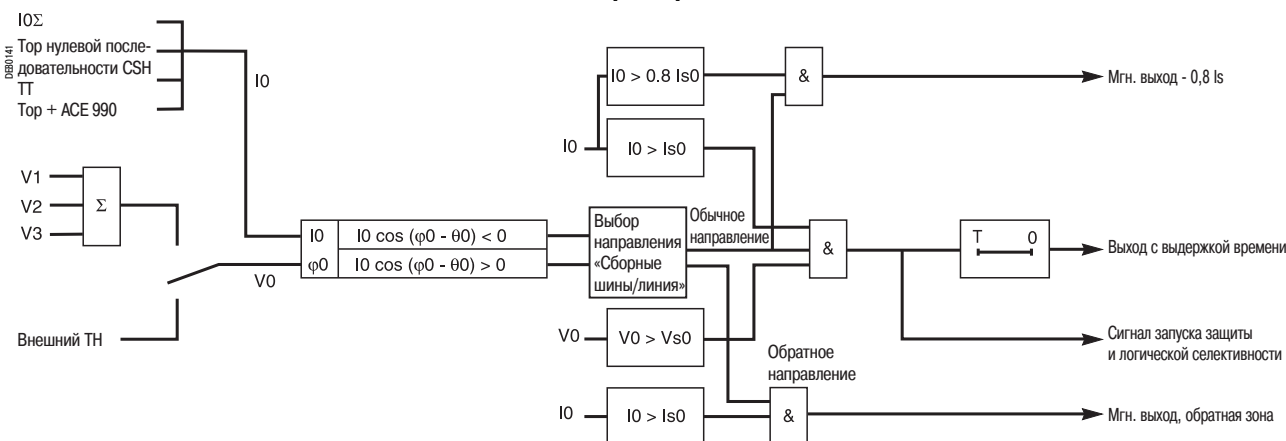 I0Σ
Тор нулевой после-
довательности CSH
ТТ
Тор + ACE 990
DE80141
I0
V1
V2
V3
Σ
V0
Внешний ТН
I0
φ0
I0 cos (φ0 - θ0) < 0
I0 cos (φ0 - θ0) > 0
I0
I0 > 0.8 Is0
I0 > Is0
&
Мгн. выход - 0,8 Is
Выбор
направления
«Сборные
шины/линия»
Обычное
направление
&
T 0
Выход с выдержкой времени
V0
V0 > Vs0
Сигнал запуска защиты
и логической селективности
Обратное
направление
I0
I0 > Is0
&
Мгн. выход, обратная зона